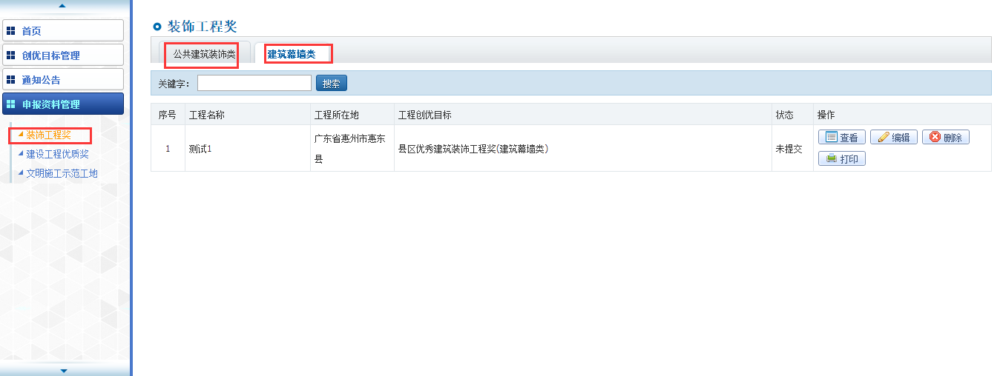 首页
创优目标管理
通知公告
申报资料管理
装饰工程奖
建设工程优质奖
文明施工示范工地
装饰工程奖
公共建筑装饰类 建筑幕墙类
关键字: 搜索
序号 工程名称 工程所在地 工程创优目标 状态 操作
1 测试1 广东省惠州市惠东 县区优秀建筑装饰工程奖(建筑幕墙类) 未提交 查看 编辑 删除
县 打印